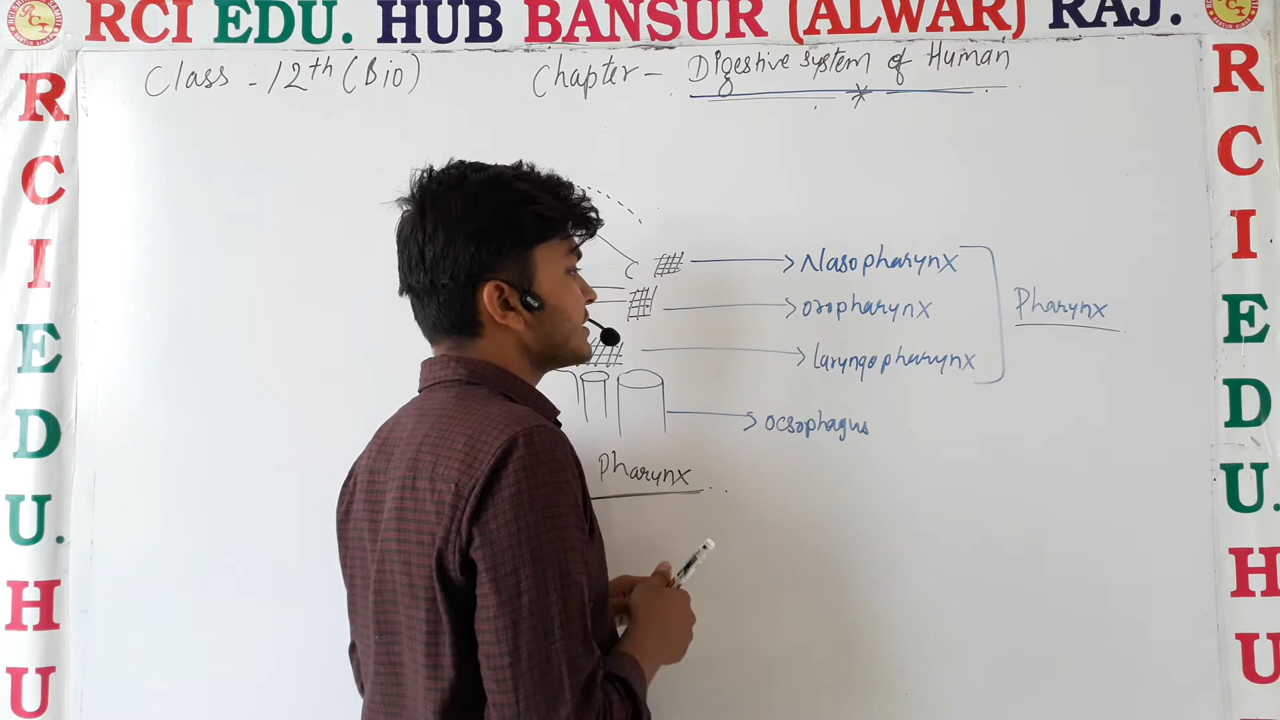 RCI EDU. HUB BANSUR (ALWAR) RAJ.
Class - 12th (Bio)
Chapter - Digestive system of Human
Nasopharynx
oropharynx
Pharynx
laryngopharynx
oesophagus
Pharynx
R
C
I
E
D
U.
H
U
R
C
I
E
D
U.
H
U